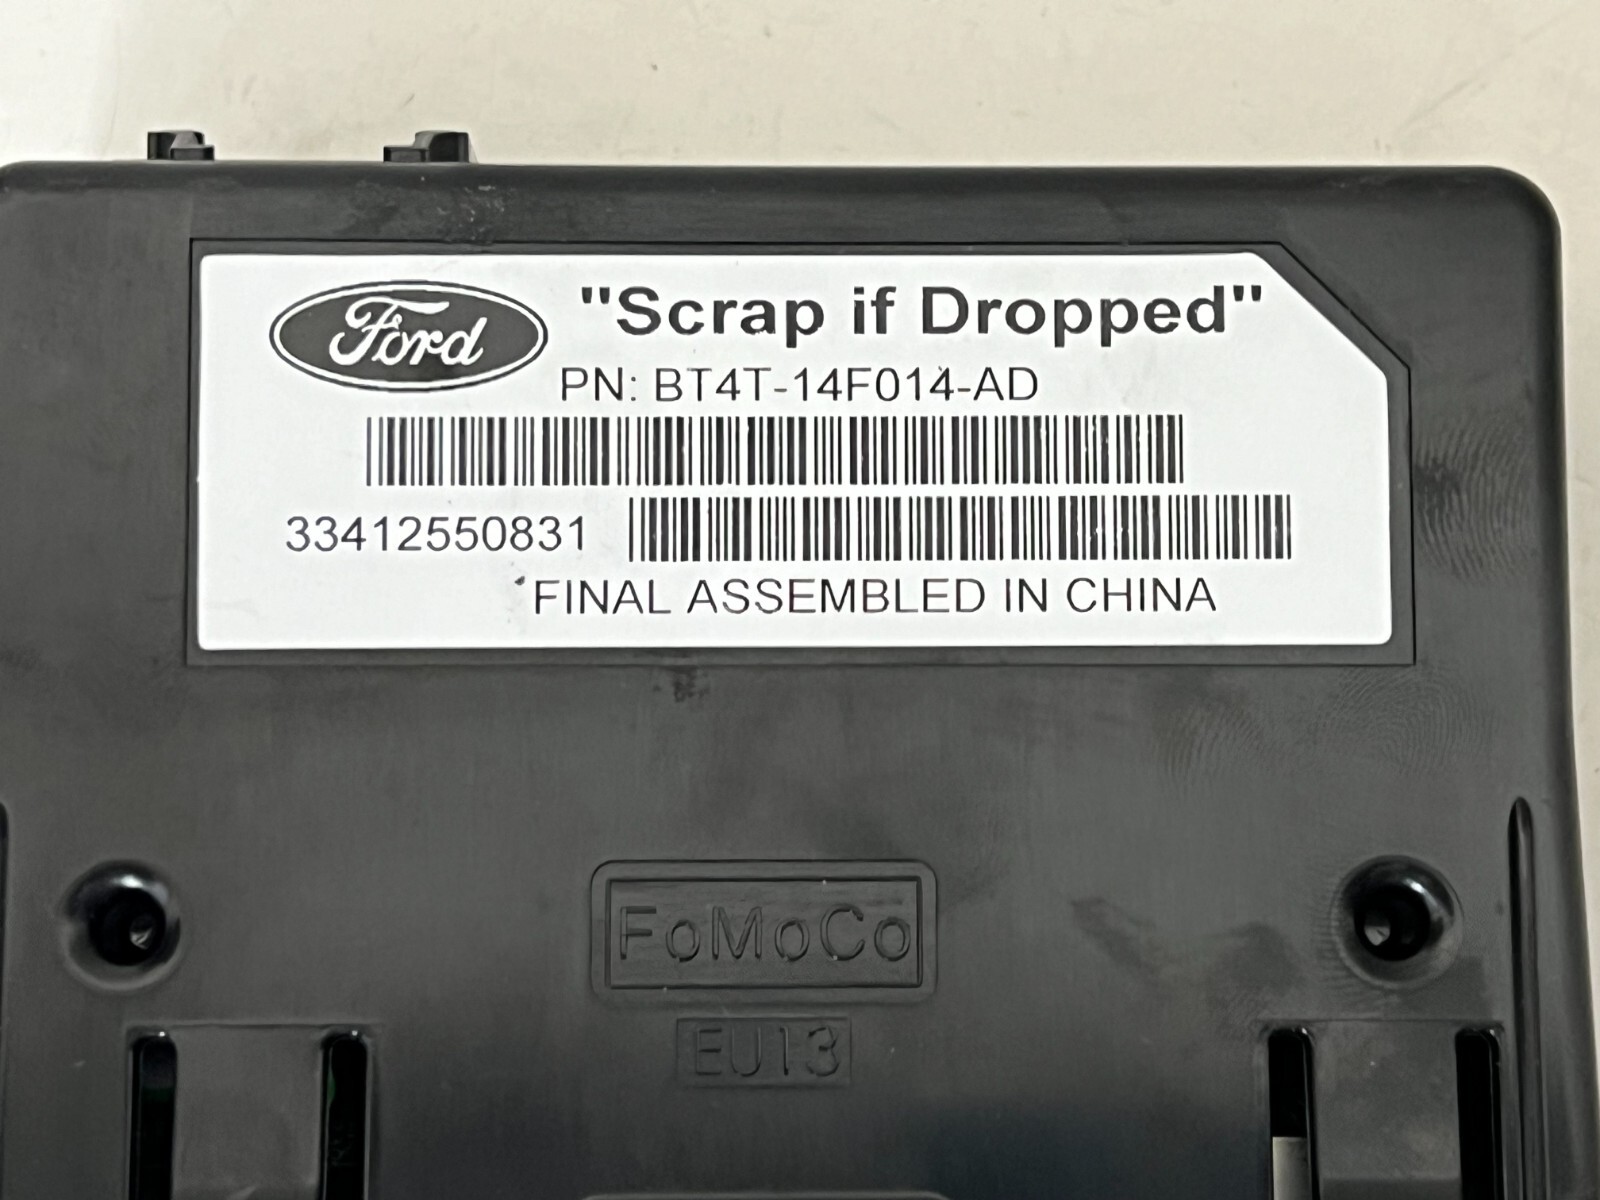 Ford
"Scrap if Dropped"
PN: BT4T-14F014-AD
33412550831
FINAL ASSEMBLED IN CHINA
FoMoCo
EU13